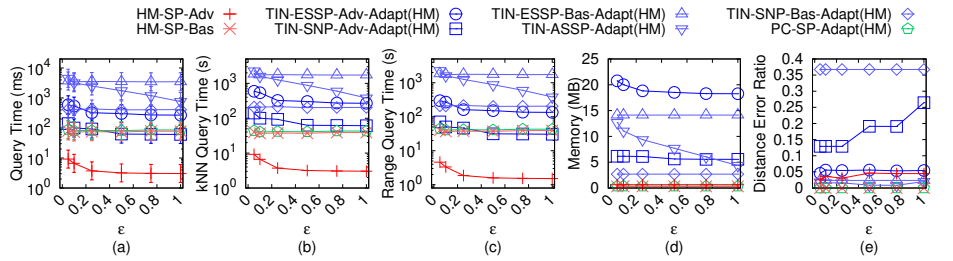 HM-SP-Adv TIN-ESSP-Adv-Adapt(HM) TIN-ESSP-Bas-Adapt(HM) TIN-SNP-Bas-Adapt(HM)
HM-SP-Bas TIN-SNP-Adv-Adapt(HM) TIN-ASSP-Adapt(HM) PC-SP-Adapt(HM)
Query Time (ms)
10^4
10^3
10^2
10^1
10^0
0 0.2 0.4 0.6 0.8 1
ε
(a)
kNN Query Time (s)
10^3
10^2
10^1
10^0
0 0.2 0.4 0.6 0.8 1
ε
(b)
Range Query Time (s)
10^3
10^2
10^1
10^0
0 0.2 0.4 0.6 0.8 1
ε
(c)
Memory (MB)
25
20
15
10
5
0
0 0.2 0.4 0.6 0.8 1
ε
(d)
Distance Error Ratio
0.4
0.35
0.3
0.25
0.2
0.15
0.1
0.05
0
0 0.2 0.4 0.6 0.8 1
ε
(e)